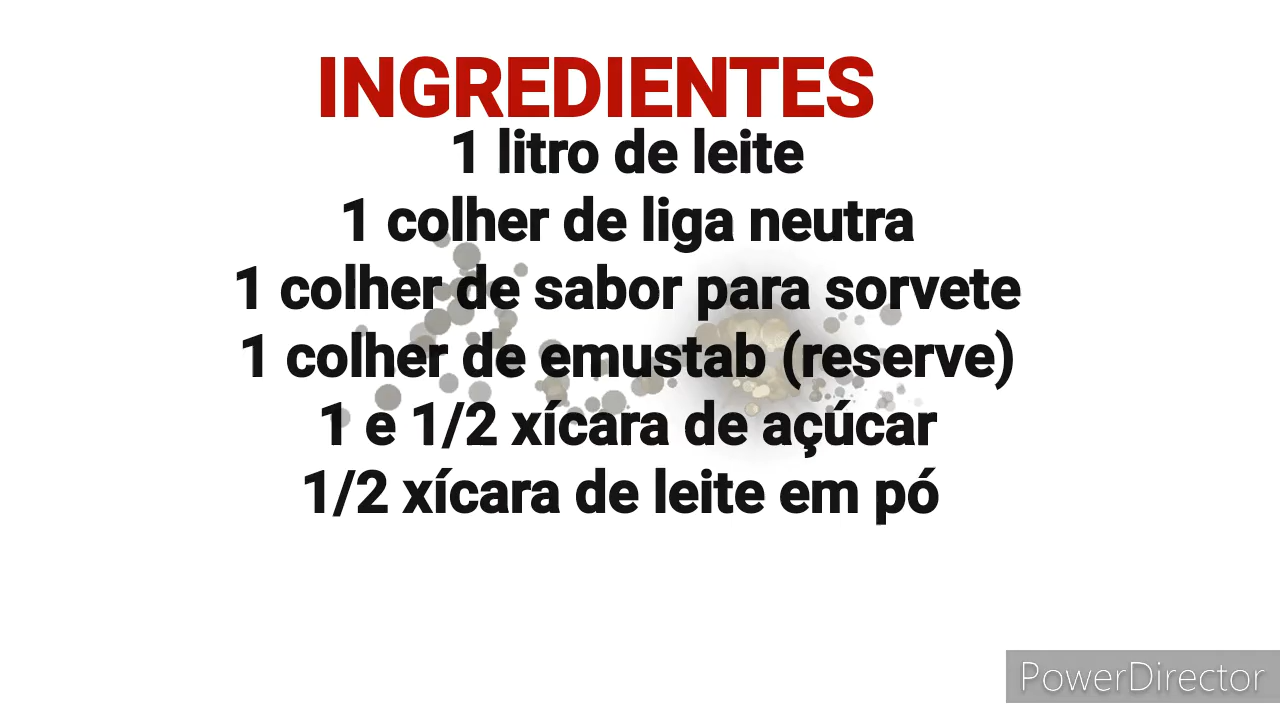 INGREDIENTES
1 litro de leite
1 colher de liga neutra
1 colher de sabor para sorvete
1 colher de emustab (reserve)
1 e 1/2 xícara de açúcar
1/2 xícara de leite em pó
PowerDirector